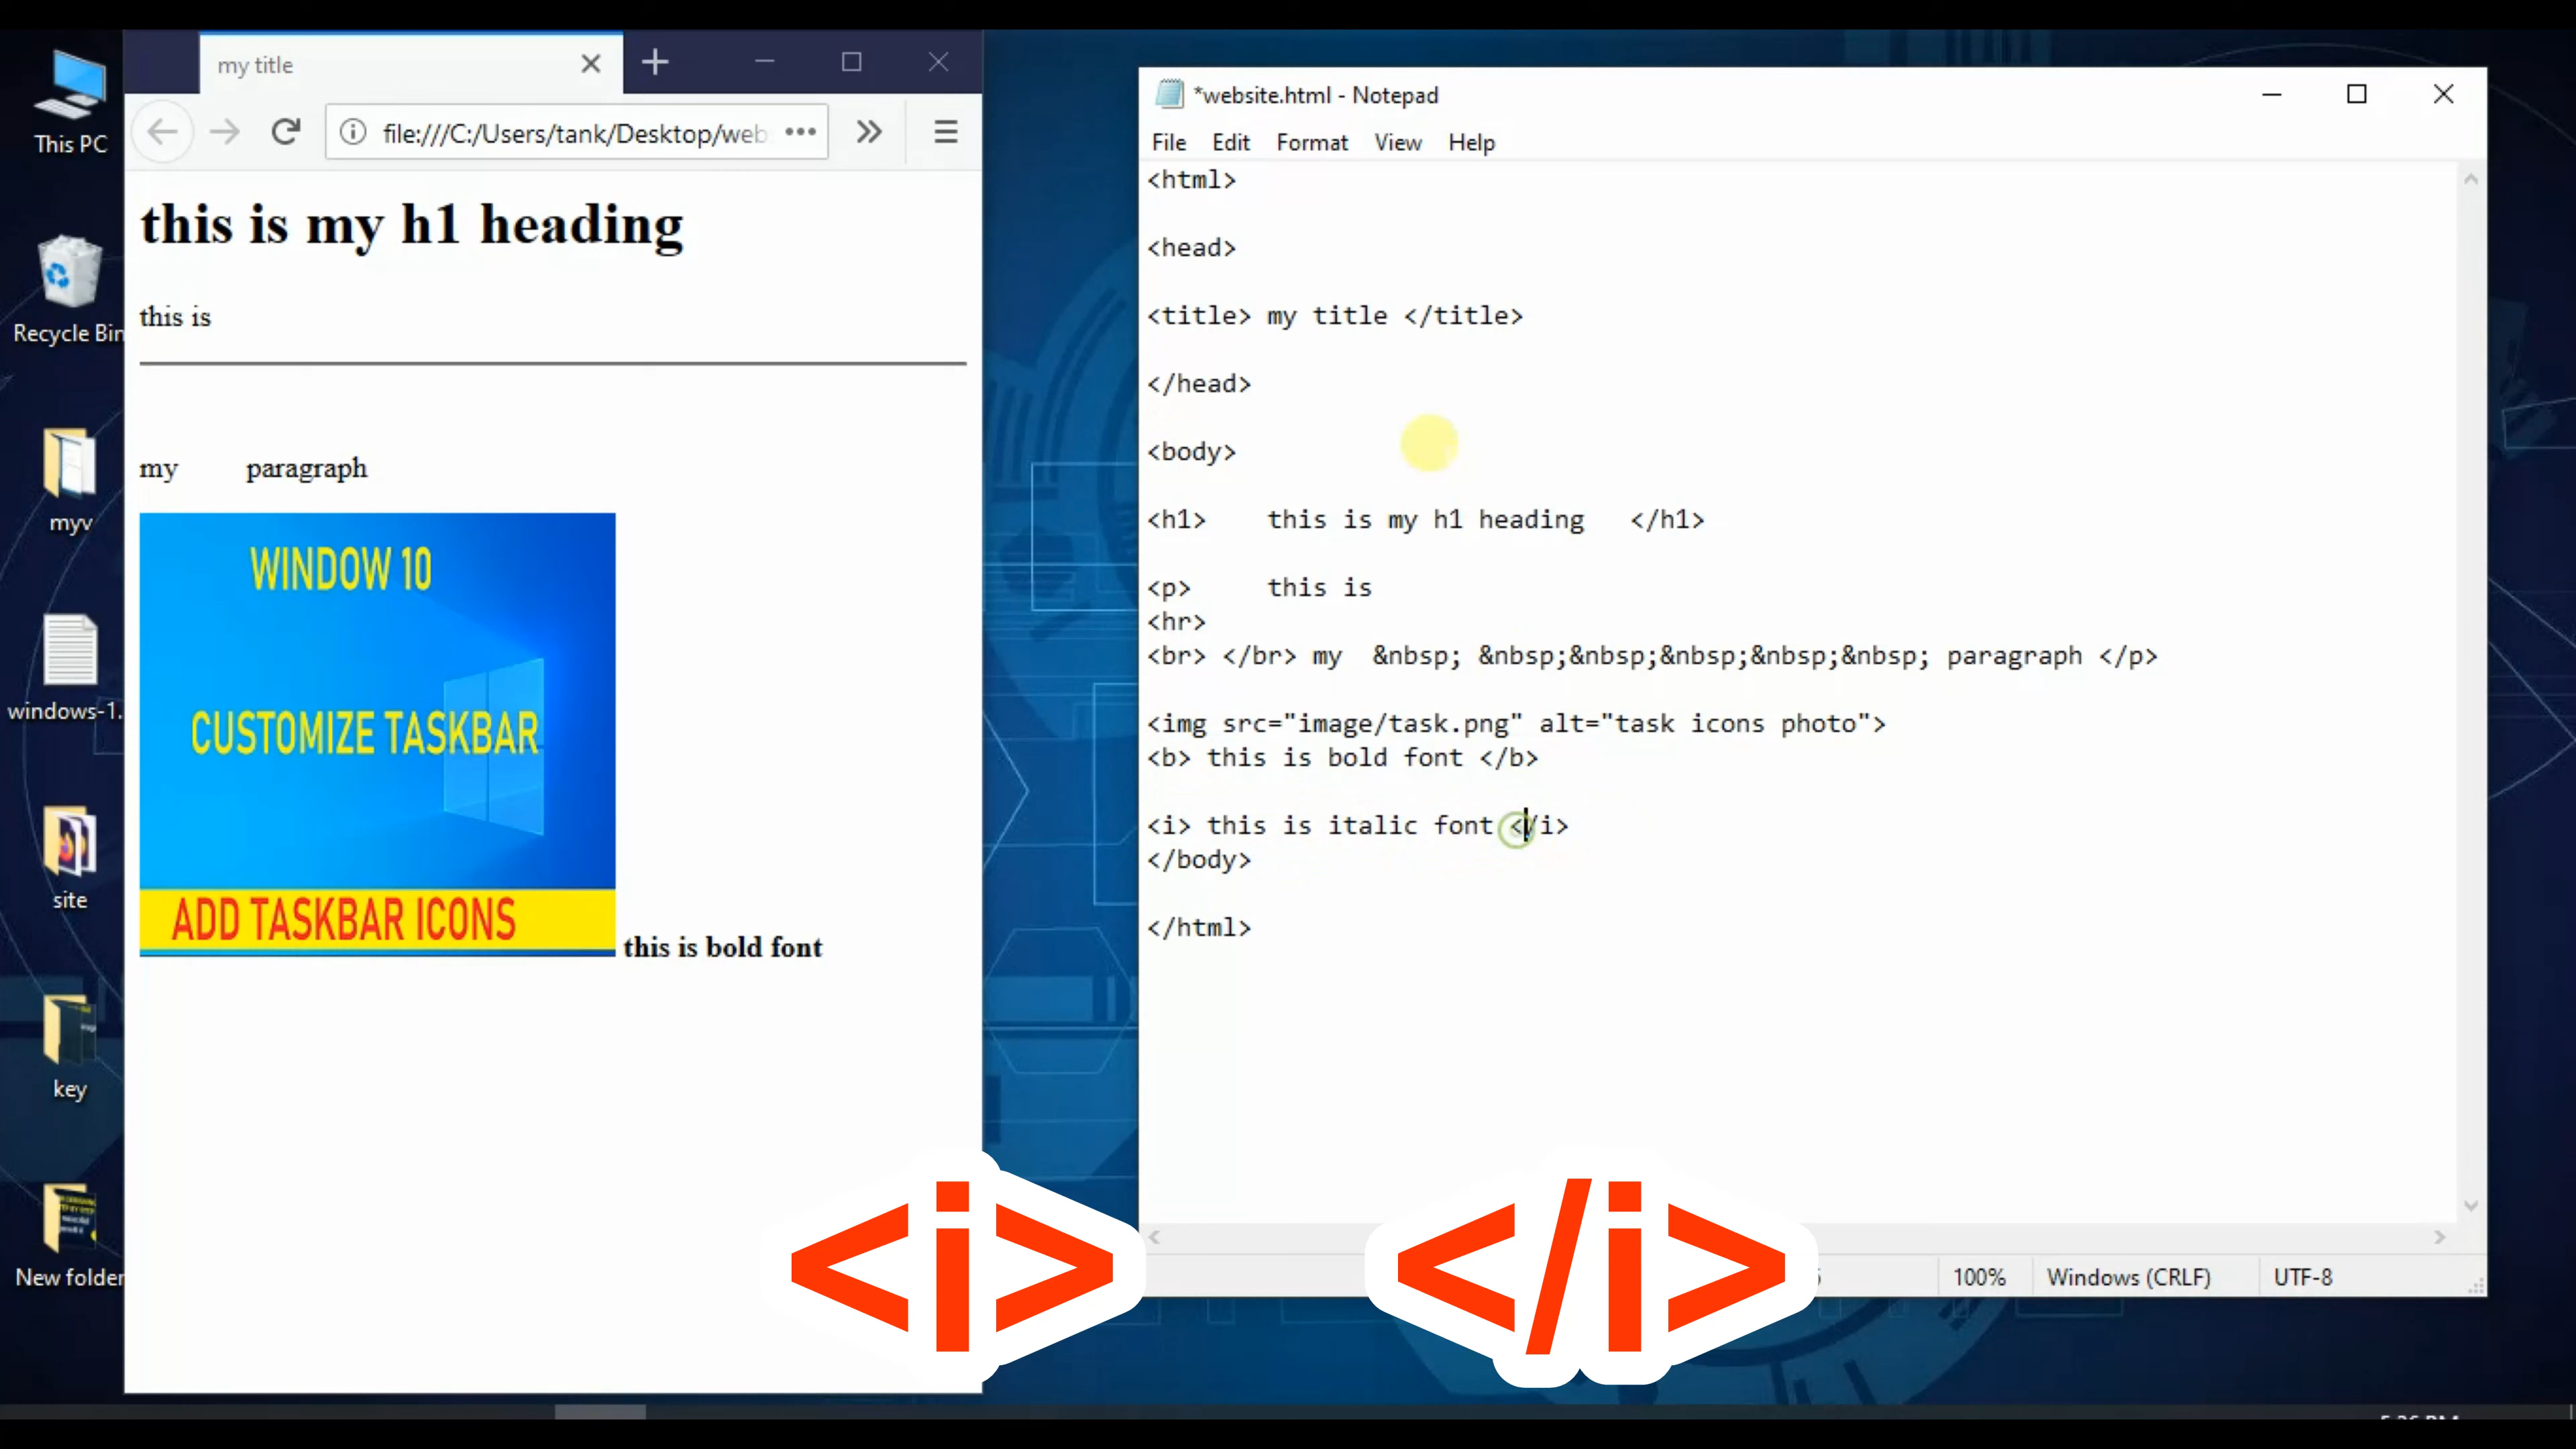 This PC
Recycle Bin
myv
windows-1.
site
key
New folder
my title
file:///C:/Users/tank/Desktop/web
this is my h1 heading
this is
my paragraph
WINDOW 10
CUSTOMIZE TASKBAR
ADD TASKBAR ICONS
this is bold font
*website.html - Notepad
File Edit Format View Help
<html>
<head>
<title> my title </title>
</head>
<body>
<h1> this is my h1 heading </h1>
<p> this is
<hr>
<br> </br> my &nbsp; &nbsp;&nbsp;&nbsp;&nbsp;&nbsp; paragraph </p>
<img src="image/task.png" alt="task icons photo">
<b> this is bold font </b>
<i> this is italic font </i>
</body>
</html>
100% Windows (CRLF) UTF-8
<i> </i>